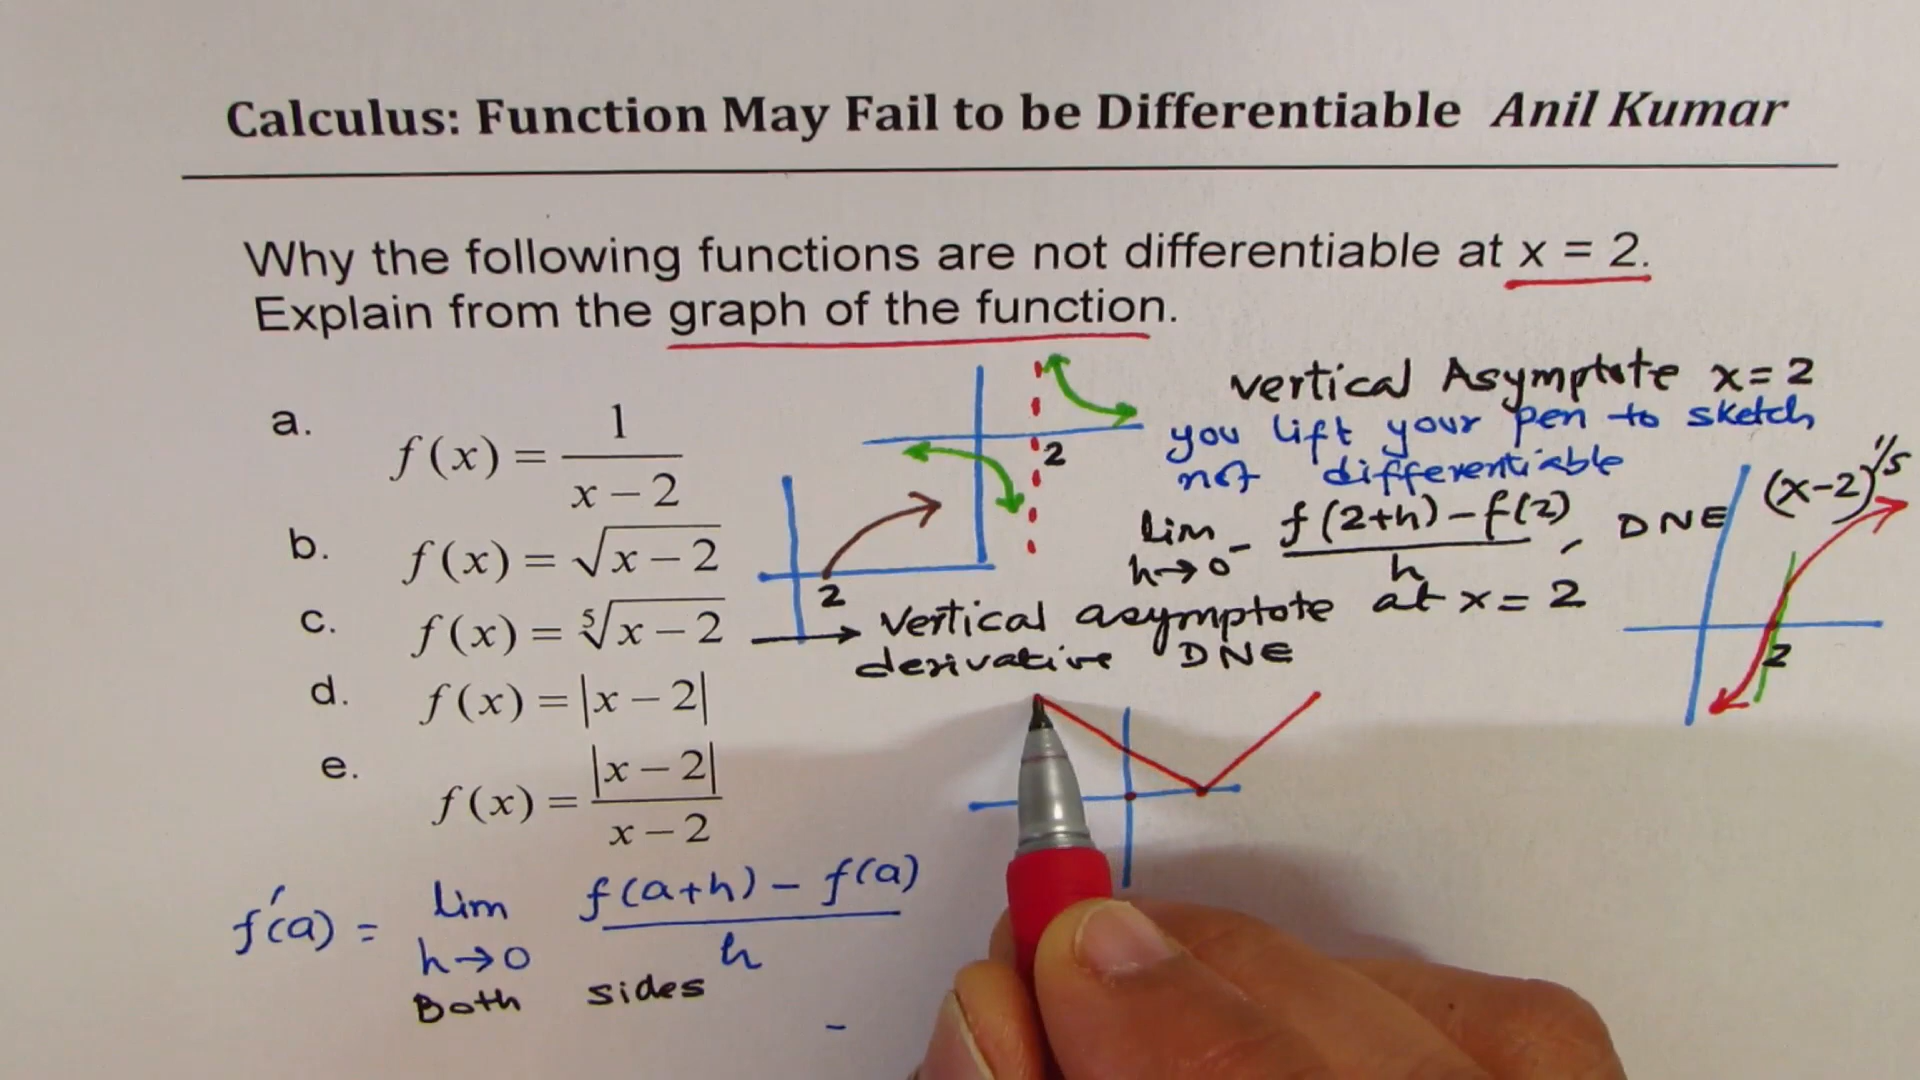 Calculus: Function May Fail to be Differentiable Anil Kumar
Why the following functions are not differentiable at x = 2.
Explain from the graph of the function.
a. f(x) = 1/(x − 2)
b. f(x) = √(x − 2)
c. f(x) = ⁵√(x − 2)
d. f(x) = |x − 2|
e. f(x) = |x − 2|/(x − 2)
2
vertical Asymptote x = 2
you lift your pen to sketch
not differentiable
2
lim h→0⁻ (f(2+h) − f(2))/h, DNE
at x = 2
vertical asymptote
derivative DNE
(x−2)^1/5
2
f'(a) = lim h→0 (f(a+h) − f(a))/h
Both sides